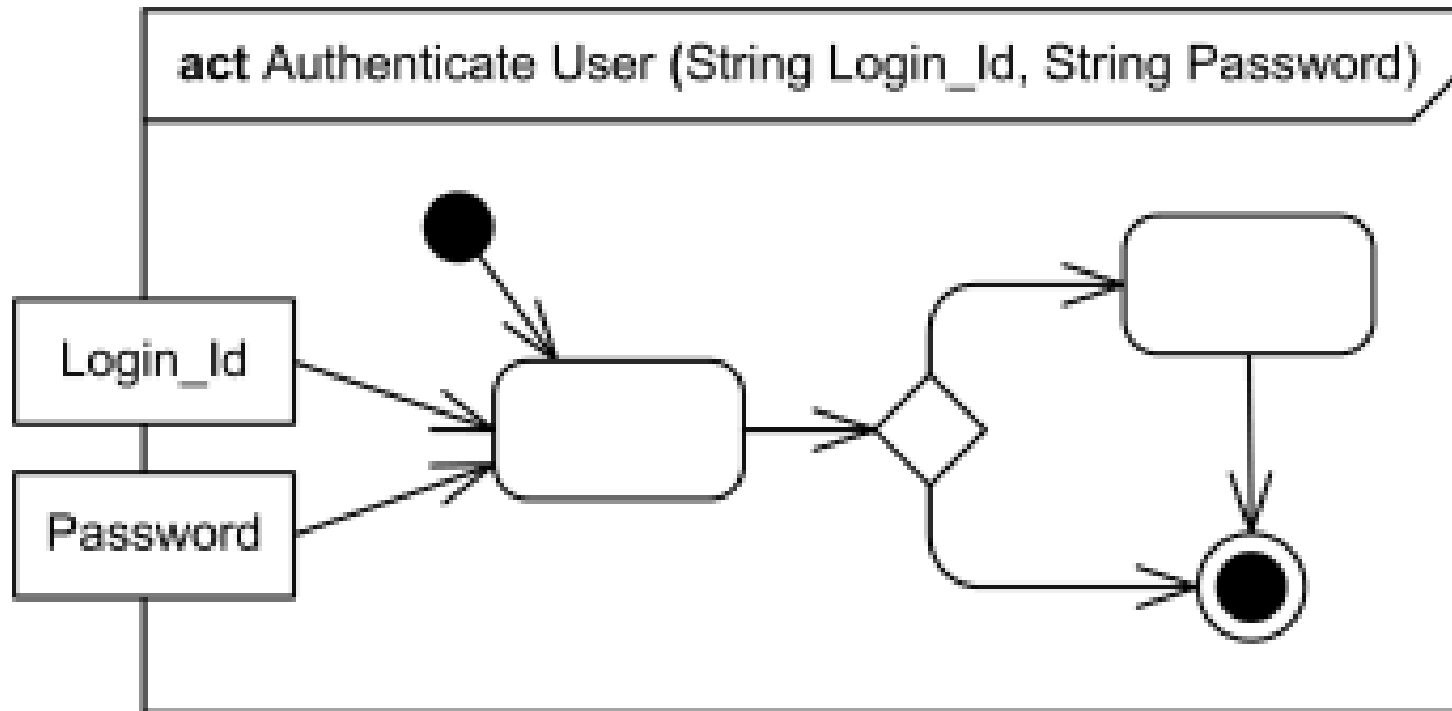 act Authenticate User (String Login_Id, String Password)
Login_Id
Password